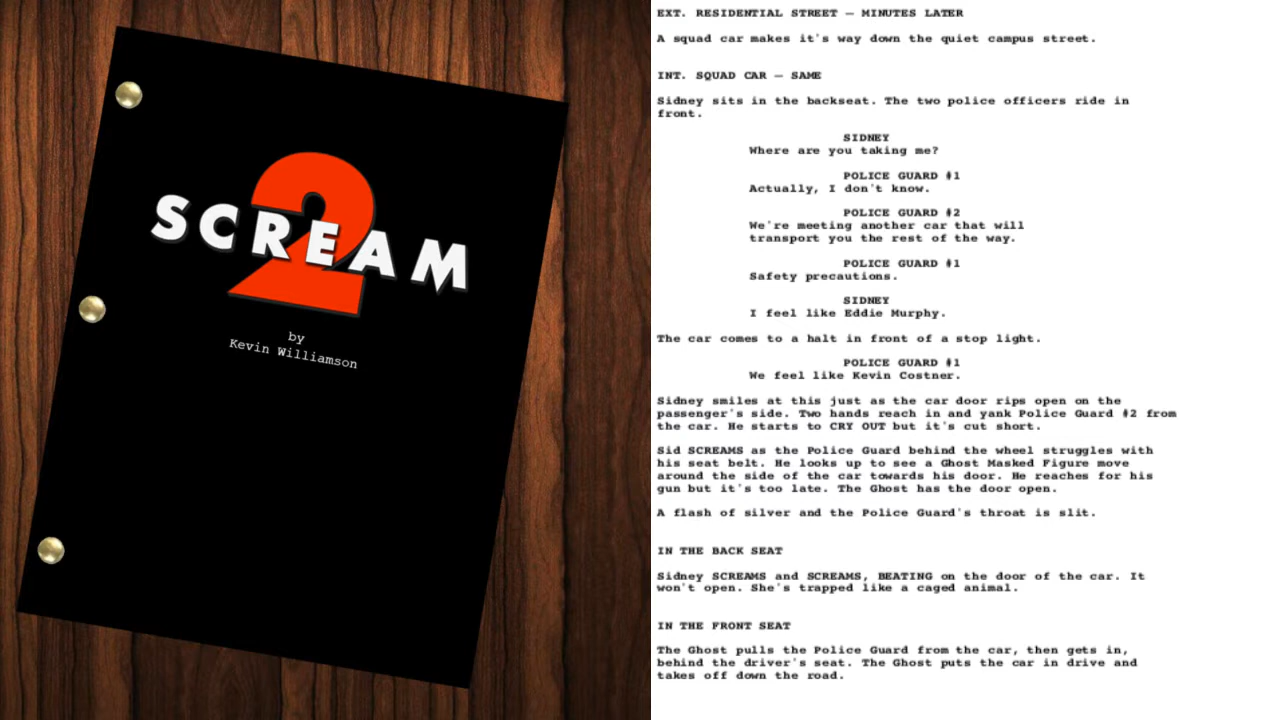 SCREAM
2
by
Kevin Williamson
EXT. RESIDENTIAL STREET — MINUTES LATER
A squad car makes it's way down the quiet campus street.
INT. SQUAD CAR — SAME
Sidney sits in the backseat. The two police officers ride in
front.
SIDNEY
Where are you taking me?
POLICE GUARD #1
Actually, I don't know.
POLICE GUARD #2
We're meeting another car that will
transport you the rest of the way.
POLICE GUARD #1
Safety precautions.
SIDNEY
I feel like Eddie Murphy.
The car comes to a halt in front of a stop light.
POLICE GUARD #1
We feel like Kevin Costner.
Sidney smiles at this just as the car door rips open on the
passenger's side. Two hands reach in and yank Police Guard #2 from
the car. He starts to CRY OUT but it's cut short.
Sid SCREAMS as the Police Guard behind the wheel struggles with
his seat belt. He looks up to see a Ghost Masked Figure move
around the side of the car towards his door. He reaches for his
gun but it's too late. The Ghost has the door open.
A flash of silver and the Police Guard's throat is slit.
IN THE BACK SEAT
Sidney SCREAMS and SCREAMS, BEATING on the door of the car. It
won't open. She's trapped like a caged animal.
IN THE FRONT SEAT
The Ghost pulls the Police Guard from the car, then gets in,
behind the driver's seat. The Ghost puts the car in drive and
takes off down the road.